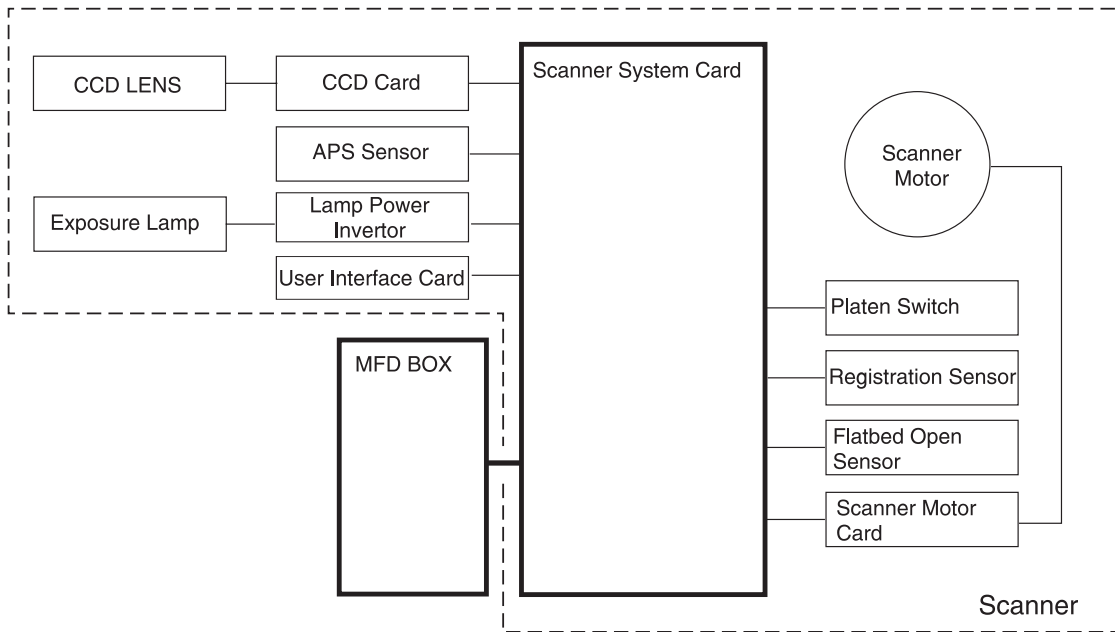 CCD LENS
CCD Card
Scanner System Card
APS Sensor
Scanner
Motor
Exposure Lamp
Lamp Power
Invertor
User Interface Card
Platen Switch
MFD BOX
Registration Sensor
Flatbed Open
Sensor
Scanner Motor
Card
Scanner